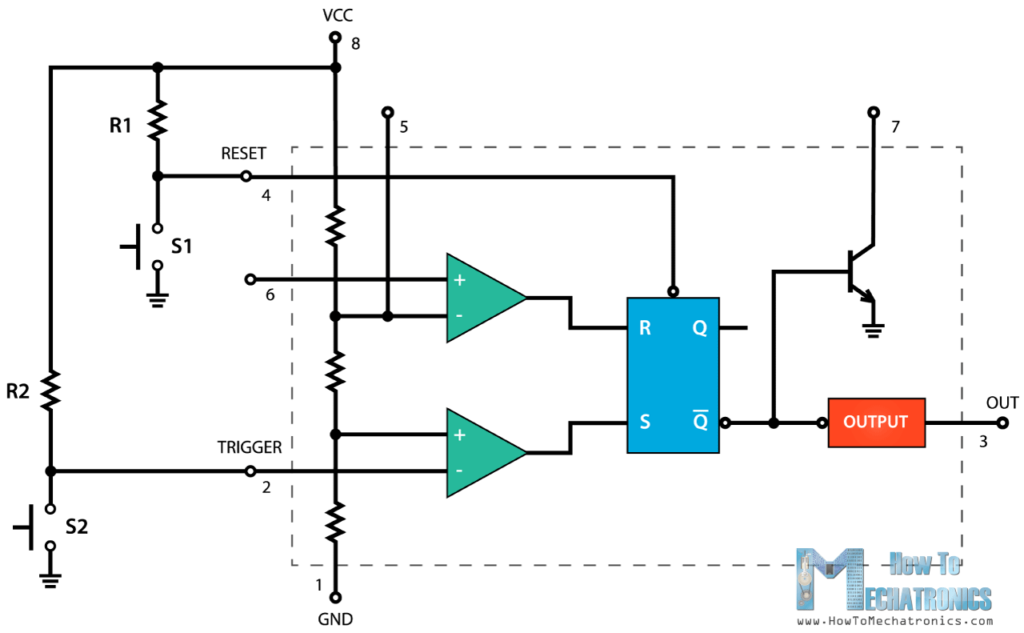 VCC
8
5
7
R1
RESET
4
S1
6
+
-
R
Q
R2
S
Q̅
OUTPUT
OUT
3
TRIGGER
2
+
-
S2
1
GND
How To
MECHATRONICS
www.HowToMechatronics.com